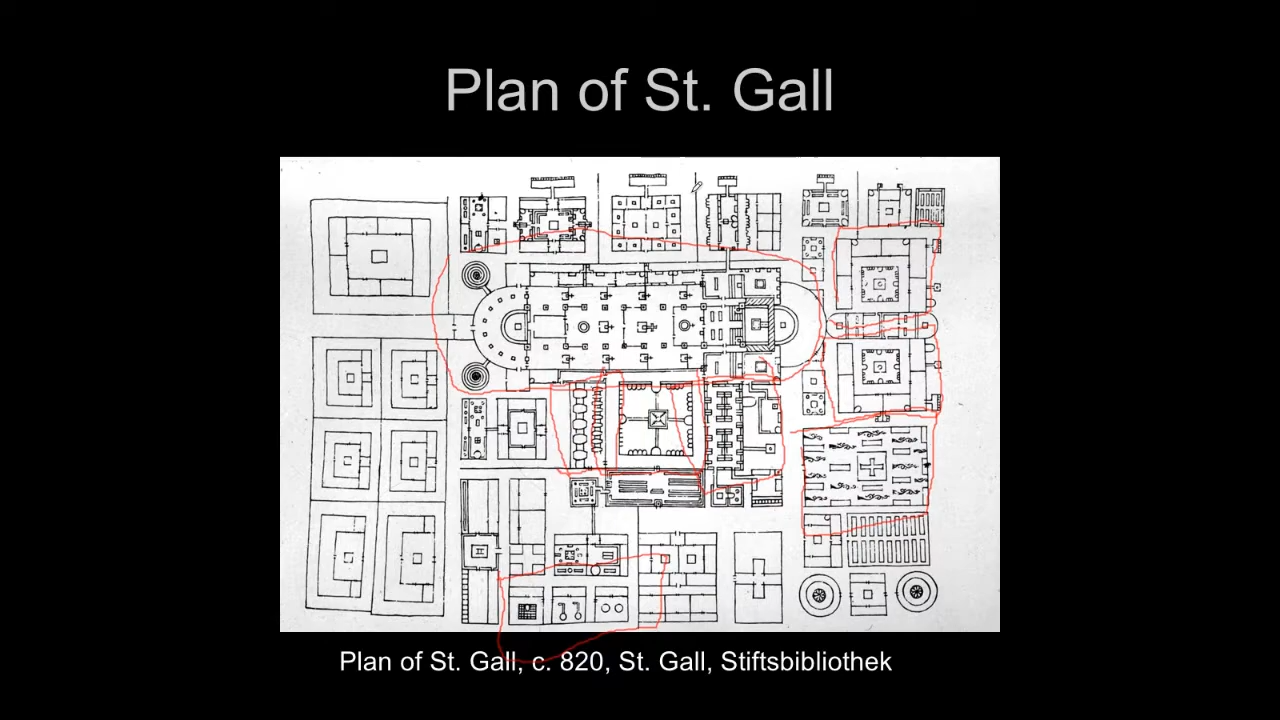 Plan of St. Gall
Plan of St. Gall, c. 820, St. Gall, Stiftsbibliothek